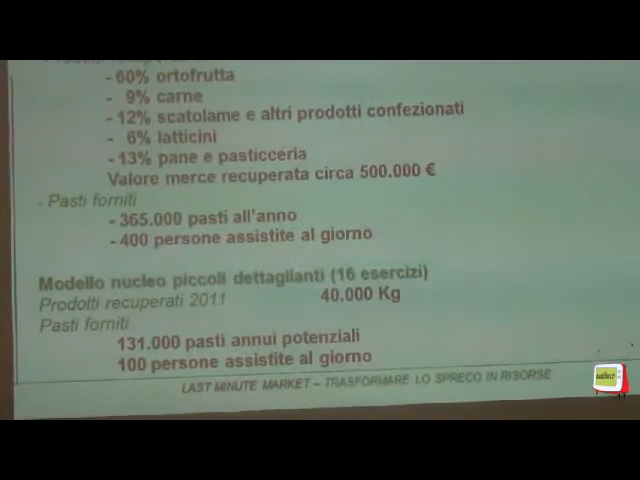 - 60% ortofrutta
- 9% carne
- 12% scatolame e altri prodotti confezionati
- 6% latticini
- 13% pane e pasticceria
Valore merce recuperata circa 500.000 €
- Pasti forniti
- 365.000 pasti all'anno
- 400 persone assistite al giorno
Modello nucleo piccoli dettaglianti (16 esercizi)
Prodotti recuperati 2011 40.000 Kg
Pasti forniti
131.000 pasti annui potenziali
100 persone assistite al giorno
LAST MINUTE MARKET – TRASFORMARE LO SPRECO IN RISORSE